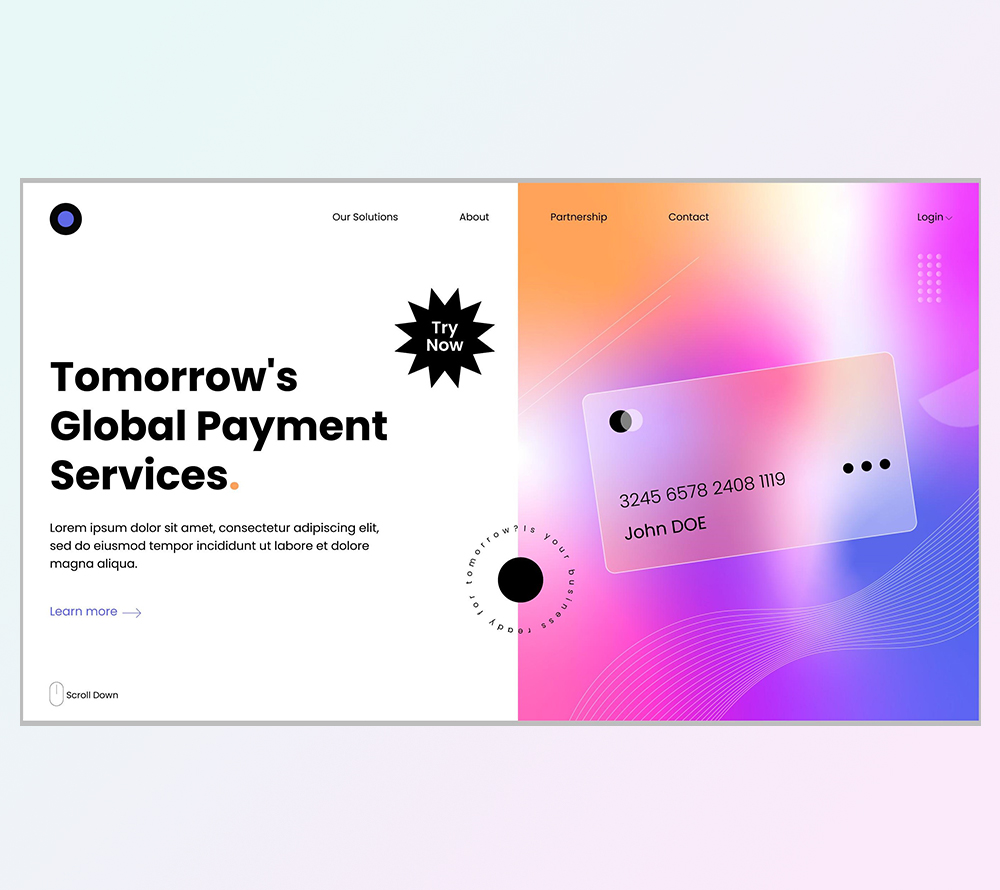 Our Solutions
About
Partnership
Contact
Login
Try
Now
Tomorrow's
Global Payment
Services.
Lorem ipsum dolor sit amet, consectetur adipiscing elit,
sed do eiusmod tempor incididunt ut labore et dolore
magna aliqua.
Learn more
Scroll Down
Is your business ready for tomorrow?
3245 6578 2408 1119
John DOE